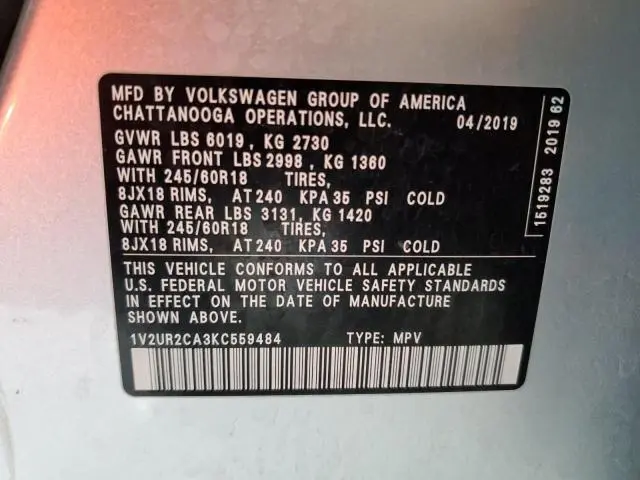 MFD BY VOLKSWAGEN GROUP OF AMERICA
CHATTANOOGA OPERATIONS, LLC. 04/2019
GVWR LBS 6019, KG 2730
GAWR FRONT LBS 2998, KG 1360
WITH 245/60R18 TIRES,
8JX18 RIMS, AT 240 KPA 35 PSI COLD
GAWR REAR LBS 3131, KG 1420
WITH 245/60R18 TIRES,
8JX18 RIMS, AT 240 KPA 35 PSI COLD
THIS VEHICLE CONFORMS TO ALL APPLICABLE
U.S. FEDERAL MOTOR VEHICLE SAFETY STANDARDS
IN EFFECT ON THE DATE OF MANUFACTURE
SHOWN ABOVE.
1V2UR2CA3KC559484 TYPE: MPV
1519283 2019 62